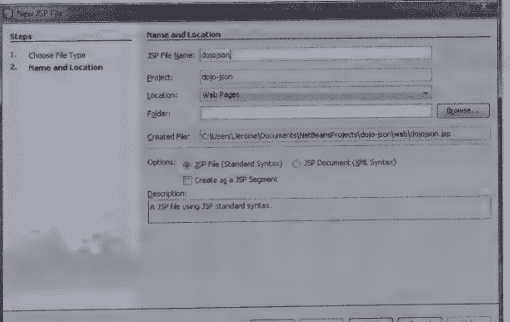 New JSP File
Steps
1. Choose File Type
2. Name and Location
Name and Location
JSP File Name: dojojson
Project: dojo-json
Location: Web Pages
Folder:
Browse...
Created File: C:\Users\Jerome\Documents\NetBeansProjects\dojo-json\web\dojojson.jsp
Options: JSP File (Standard Syntax) JSP Document (XML Syntax)
Create as a JSP Segment
Description:
A JSP file using JSP standard syntax.